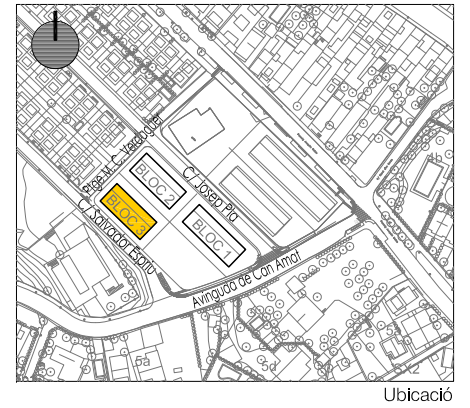 Ptge.M.C. Verdaguer
C/ Josep Pla
BLOC.2
BLOC.3
C/ Salvador Espriu
BLOC.1
Avinguda de Can Amat
Ubicació